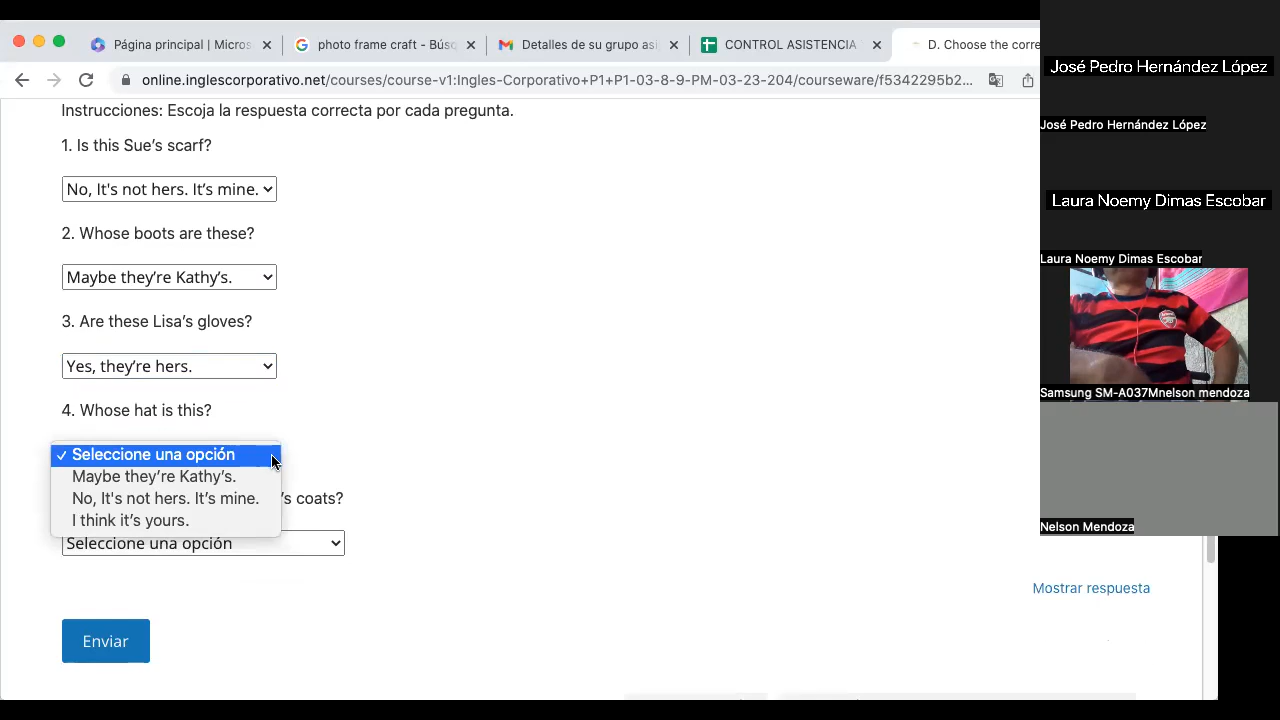 Página principal | Micros
photo frame craft - Búsq
Detalles de su grupo asig
CONTROL ASISTENCIA
D. Choose the corre
online.inglescorporativo.net/courses/course-v1:Ingles-Corporativo+P1+P1-03-8-9-PM-03-23-204/courseware/f5342295b2...
Instrucciones: Escoja la respuesta correcta por cada pregunta.
1. Is this Sue’s scarf?
No, It's not hers. It’s mine.
2. Whose boots are these?
Maybe they’re Kathy’s.
3. Are these Lisa’s gloves?
Yes, they’re hers.
4. Whose hat is this?
Seleccione una opción
Maybe they’re Kathy’s.
No, It's not hers. It’s mine.
I think it’s yours.
’s coats?
Seleccione una opción
Mostrar respuesta
Enviar
José Pedro Hernández López
José Pedro Hernández López
Laura Noemy Dimas Escobar
Laura Noemy Dimas Escobar
Samsung SM-A037Mnelson mendoza
Nelson Mendoza